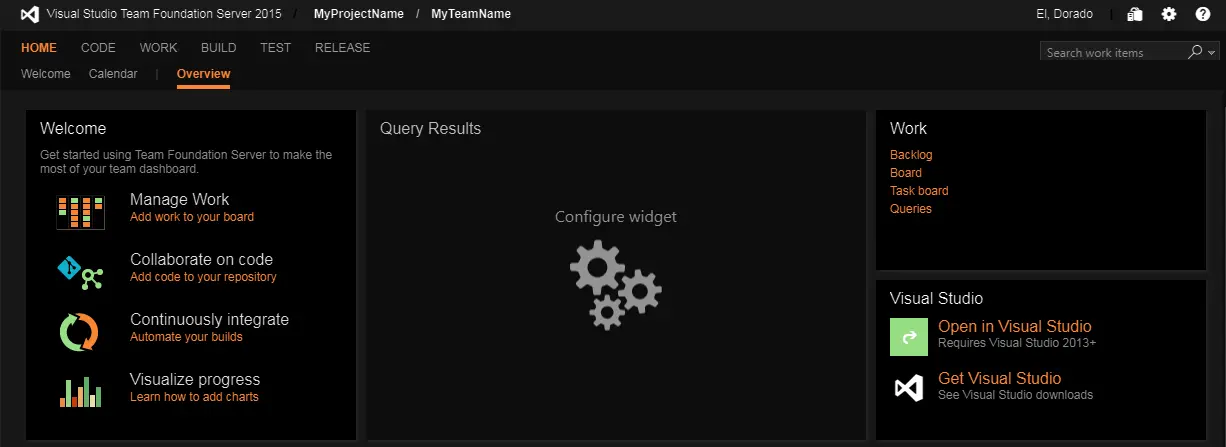 Visual Studio Team Foundation Server 2015 / MyProjectName / MyTeamName El, Dorado
HOME CODE WORK BUILD TEST RELEASE
Search work items
Welcome Calendar | Overview
Welcome
Get started using Team Foundation Server to make the
most of your team dashboard.
Manage Work
Add work to your board
Collaborate on code
Add code to your repository
Continuously integrate
Automate your builds
Visualize progress
Learn how to add charts
Query Results
Configure widget
Work
Backlog
Board
Task board
Queries
Visual Studio
Open in Visual Studio
Requires Visual Studio 2013+
Get Visual Studio
See Visual Studio downloads